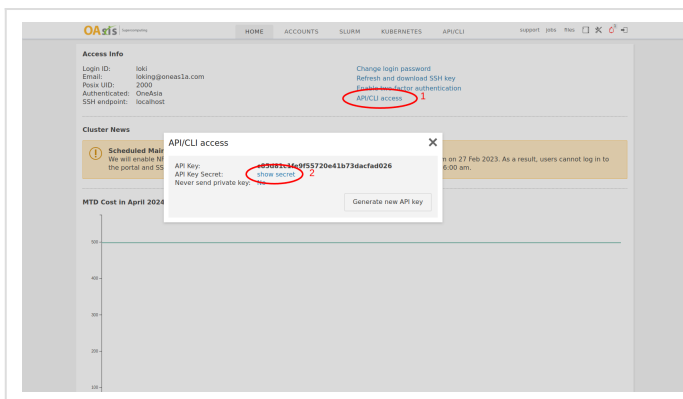 OAsis
HOME ACCOUNTS SLURM KUBERNETES API/CLI support jobs files
Access Info
Login ID: loki
Email: loking@oneas1a.com
Posix UID: 2000
Authenticated: OneAsia
SSH endpoint: localhost
Change login password
Refresh and download SSH key
Enable two-factor authentication
API/CLI access 1
Cluster News
Scheduled Main
We will enable NF
the portal and SS
m on 27 Feb 2023. As a result, users cannot log in to
6:00 am.
API/CLI access
API Key: c85d81c1fe9f55720e41b73dacfad026
API Key Secret: show secret 2
Never send private key: No
Generate new API key
MTD Cost in April 2024
500
400
300
200
100